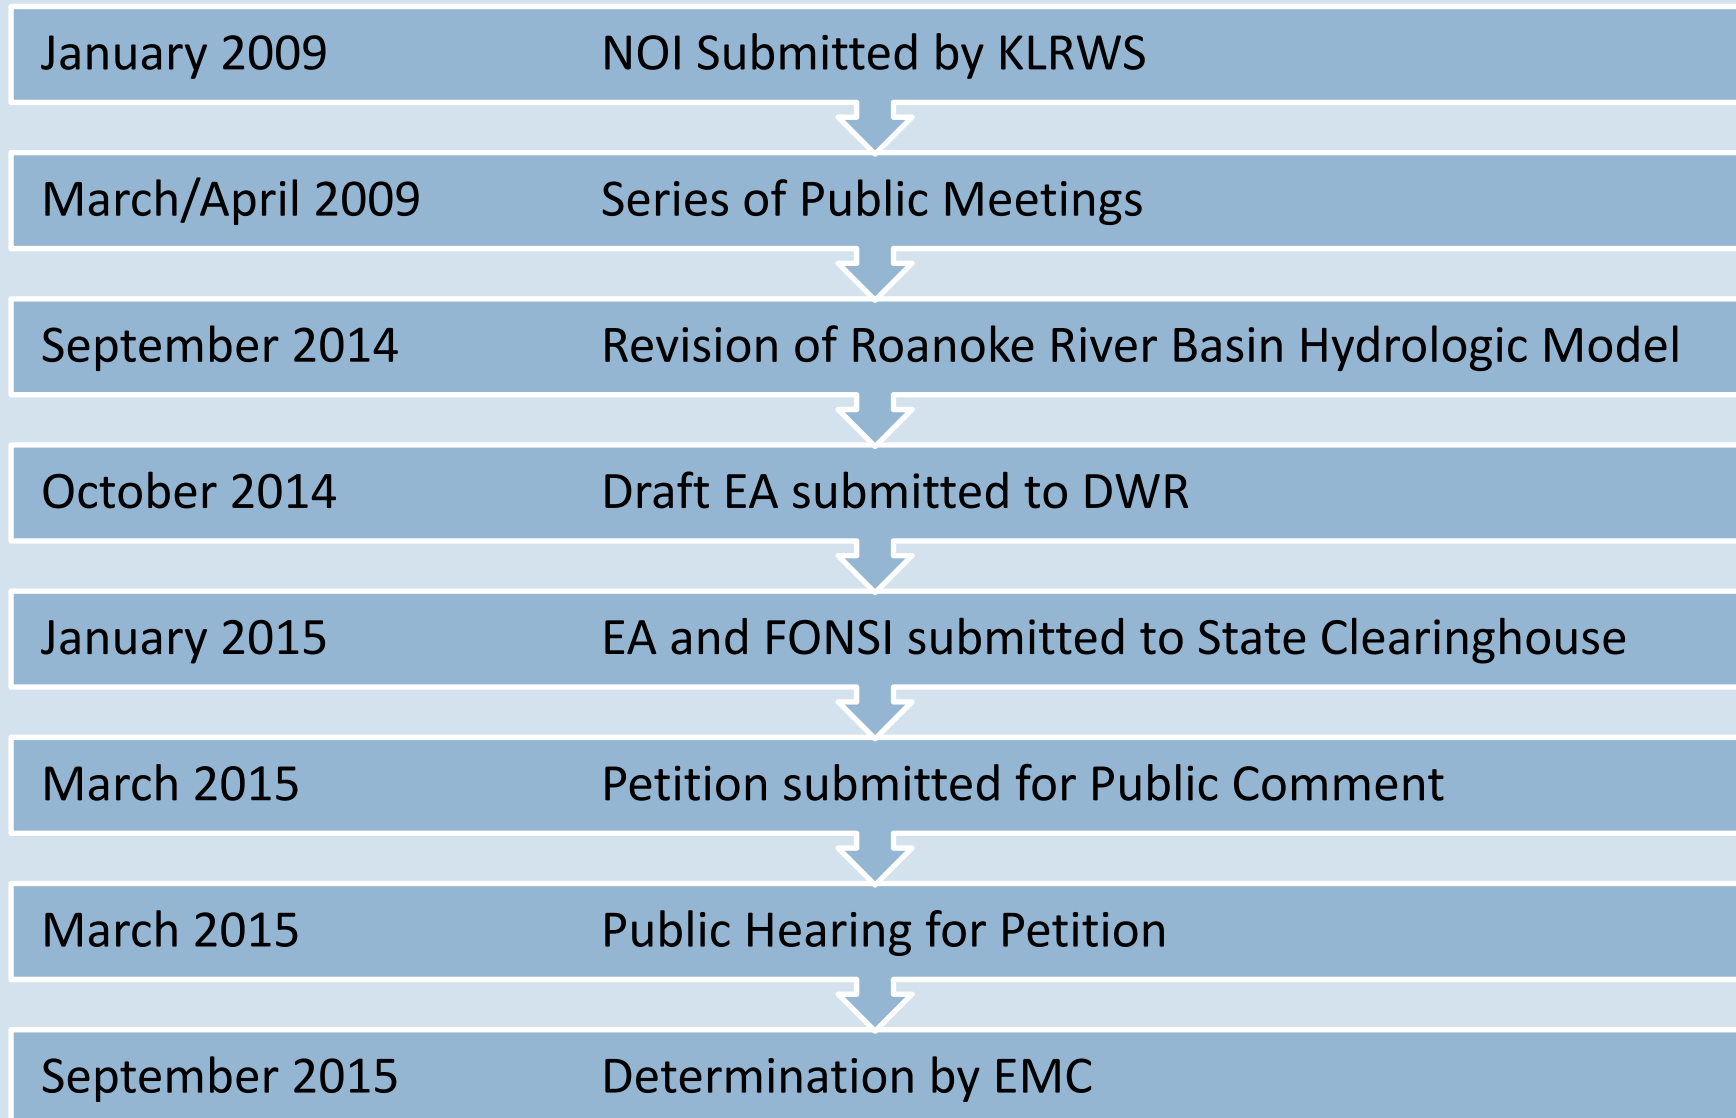 January 2009 NOI Submitted by KLRWS
March/April 2009 Series of Public Meetings
September 2014 Revision of Roanoke River Basin Hydrologic Model
October 2014 Draft EA submitted to DWR
January 2015 EA and FONSI submitted to State Clearinghouse
March 2015 Petition submitted for Public Comment
March 2015 Public Hearing for Petition
September 2015 Determination by EMC